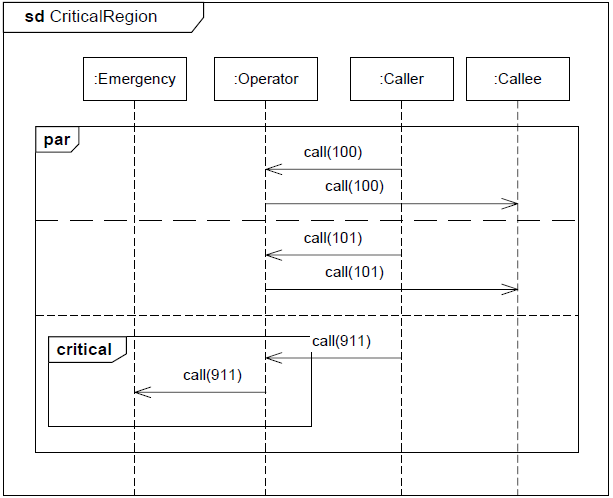 sd CriticalRegion
:Emergency :Operator :Caller :Callee
par
call(100)
call(100)
call(101)
call(101)
critical
call(911)
call(911)